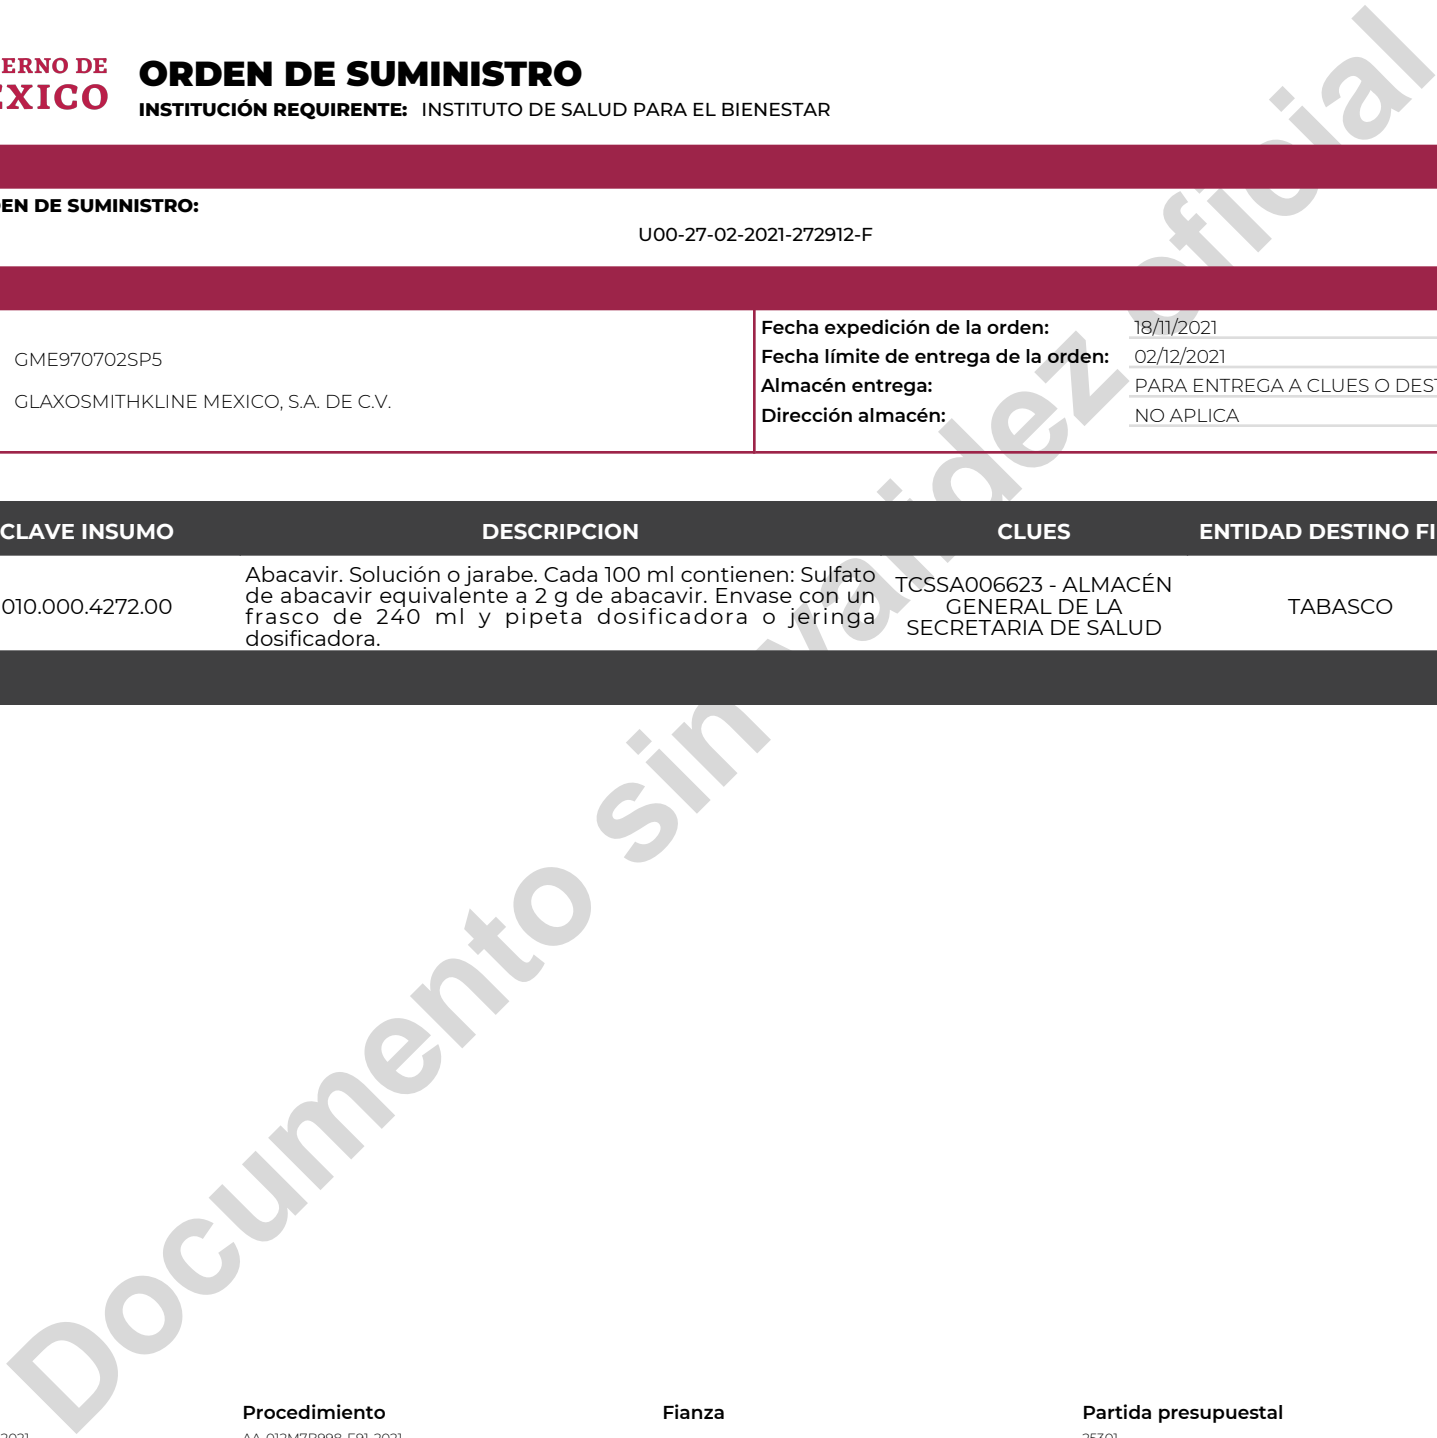 ERNO DE
EXICO
ORDEN DE SUMINISTRO
INSTITUCIÓN REQUIRENTE: INSTITUTO DE SALUD PARA EL BIENESTAR
EN DE SUMINISTRO:
U00-27-02-2021-272912-F
GME970702SP5
GLAXOSMITHKLINE MEXICO, S.A. DE C.V.
Fecha expedición de la orden: 18/11/2021
Fecha límite de entrega de la orden: 02/12/2021
Almacén entrega: PARA ENTREGA A CLUES O DEST
Dirección almacén: NO APLICA
CLAVE INSUMO DESCRIPCION CLUES ENTIDAD DESTINO FI
010.000.4272.00
Abacavir. Solución o jarabe. Cada 100 ml contienen: Sulfato
de abacavir equivalente a 2 g de abacavir. Envase con un
frasco de 240 ml y pipeta dosificadora o jeringa
dosificadora.
TCSSA006623 - ALMACÉN
GENERAL DE LA
SECRETARIA DE SALUD
TABASCO
Documento sin validez oficial
Procedimiento Fianza Partida presupuestal